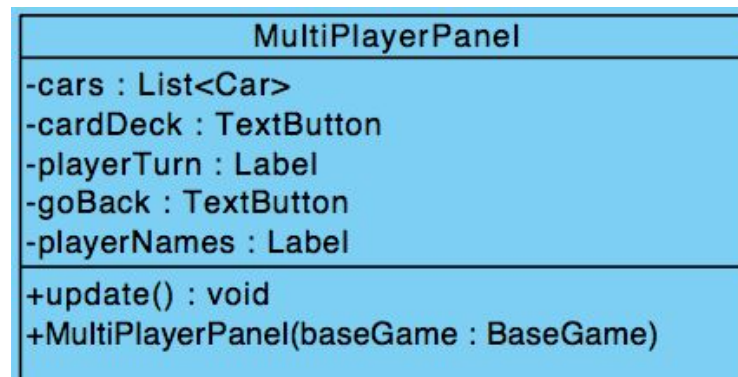 MultiPlayerPanel
-cars : List<Car>
-cardDeck : TextButton
-playerTurn : Label
-goBack : TextButton
-playerNames : Label
+update() : void
+MultiPlayerPanel(baseGame : BaseGame)